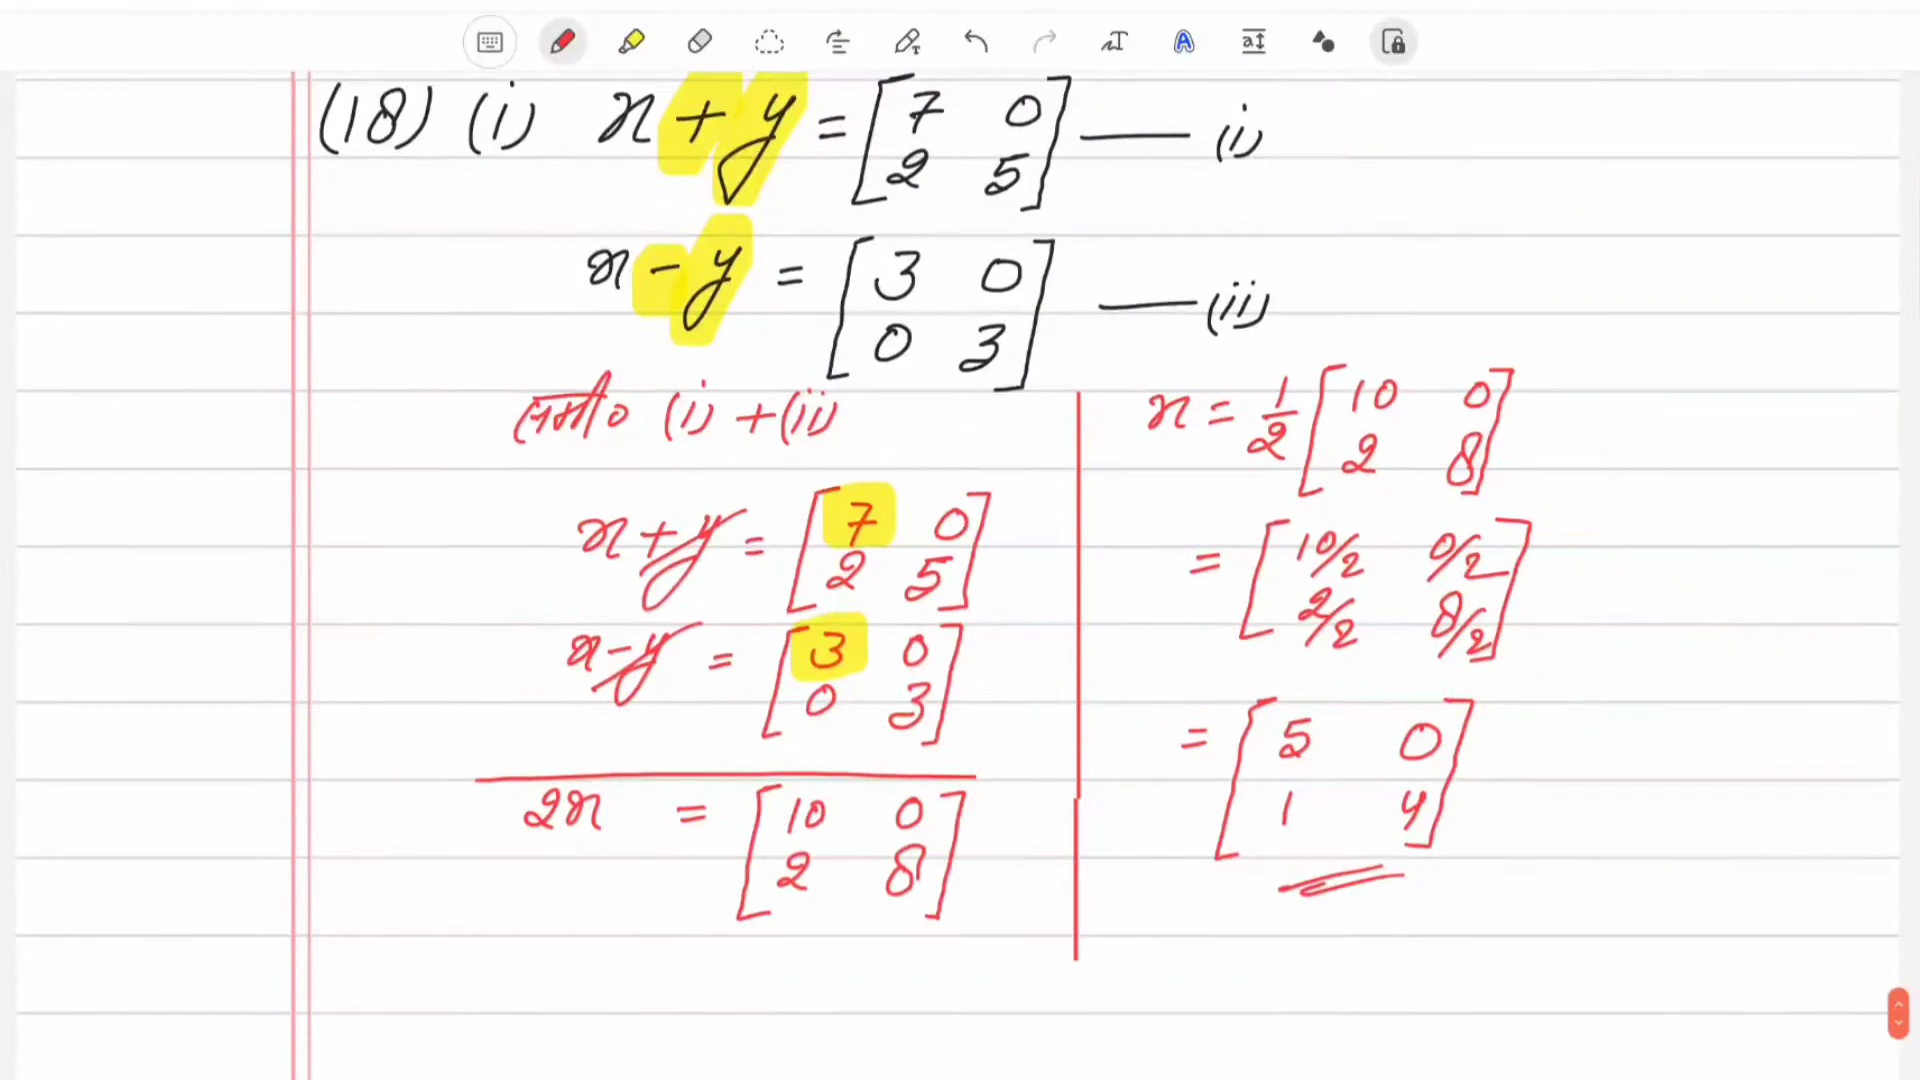 (18) (i) x + y = [7 0
2 5] —— (i)
x - y = [3 0
0 3] —— (ii)
(i) + (ii)
x + y = [7 0
2 5]
x - y = [3 0
0 3]
2x = [10 0
2 8]
x = 1/2 [10 0
2 8]
= [10/2 0/2
2/2 8/2]
= [5 0
1 4]